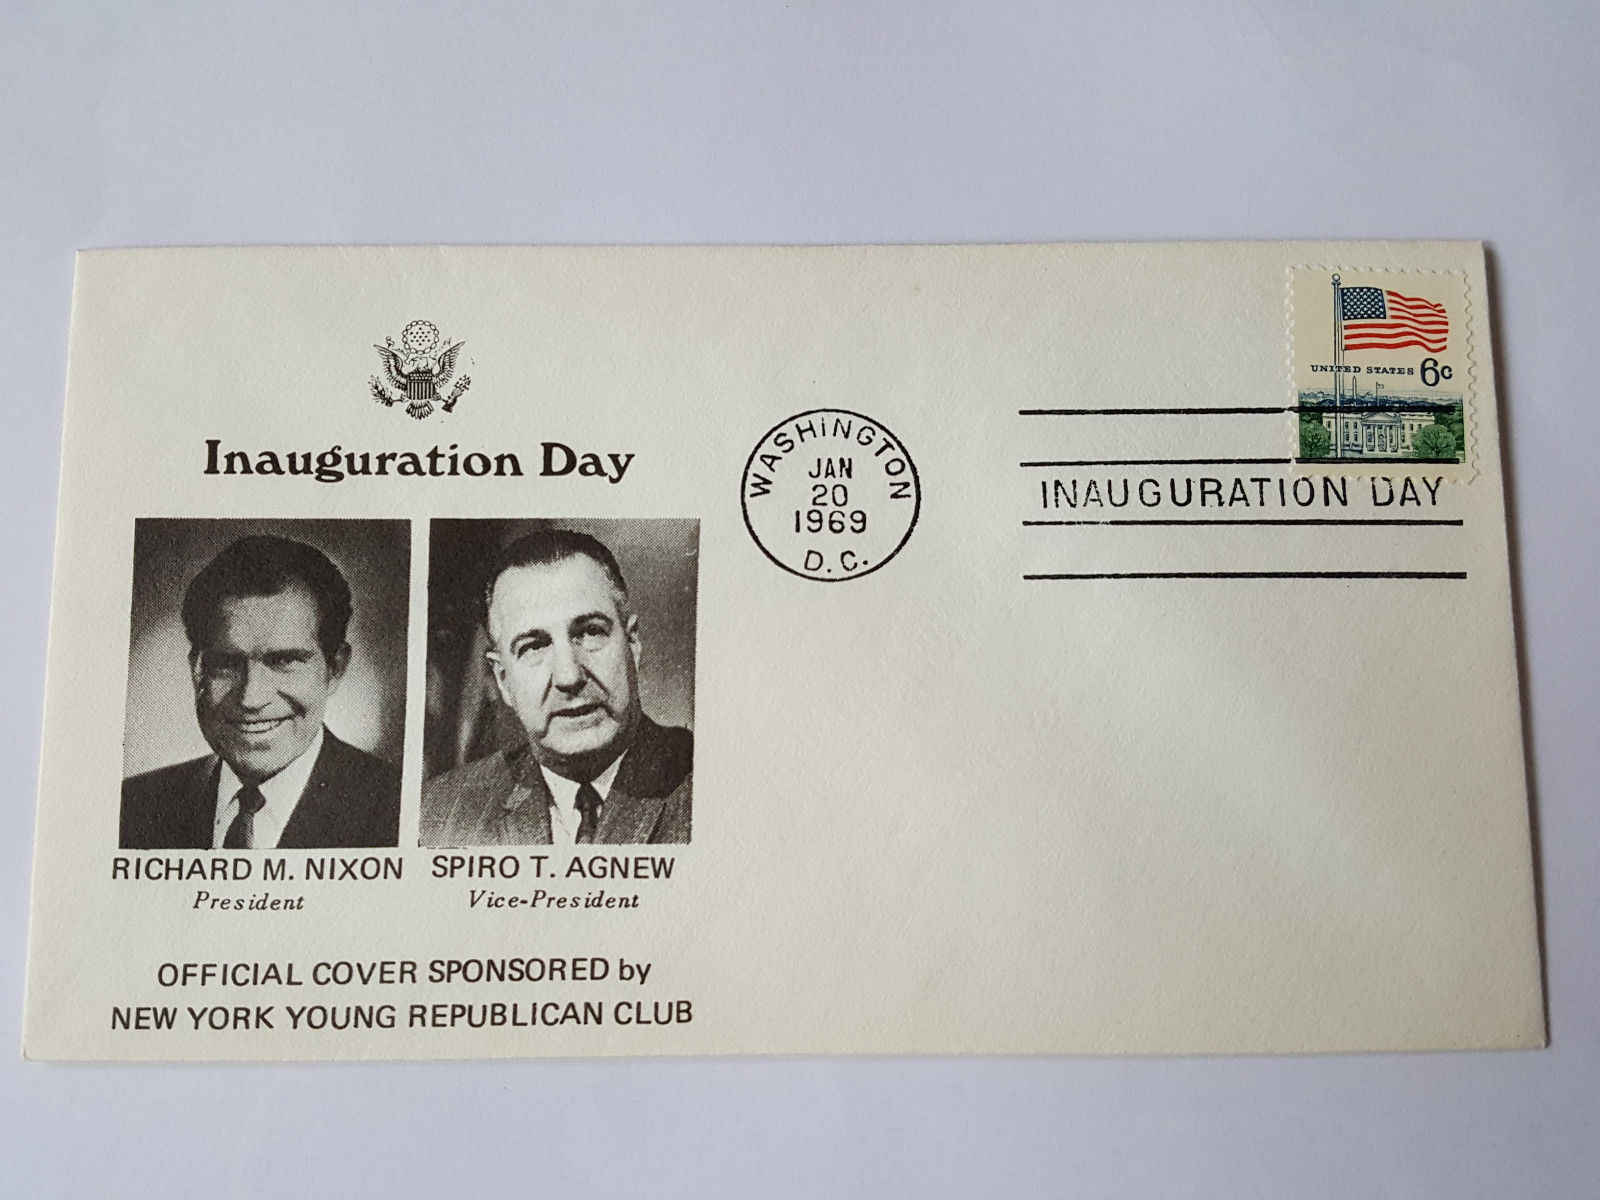 Inauguration Day
RICHARD M. NIXON
President
SPIRO T. AGNEW
Vice-President
OFFICIAL COVER SPONSORED by
NEW YORK YOUNG REPUBLICAN CLUB
WASHINGTON
JAN
20
1969
D.C.
UNITED STATES 6c
INAUGURATION DAY